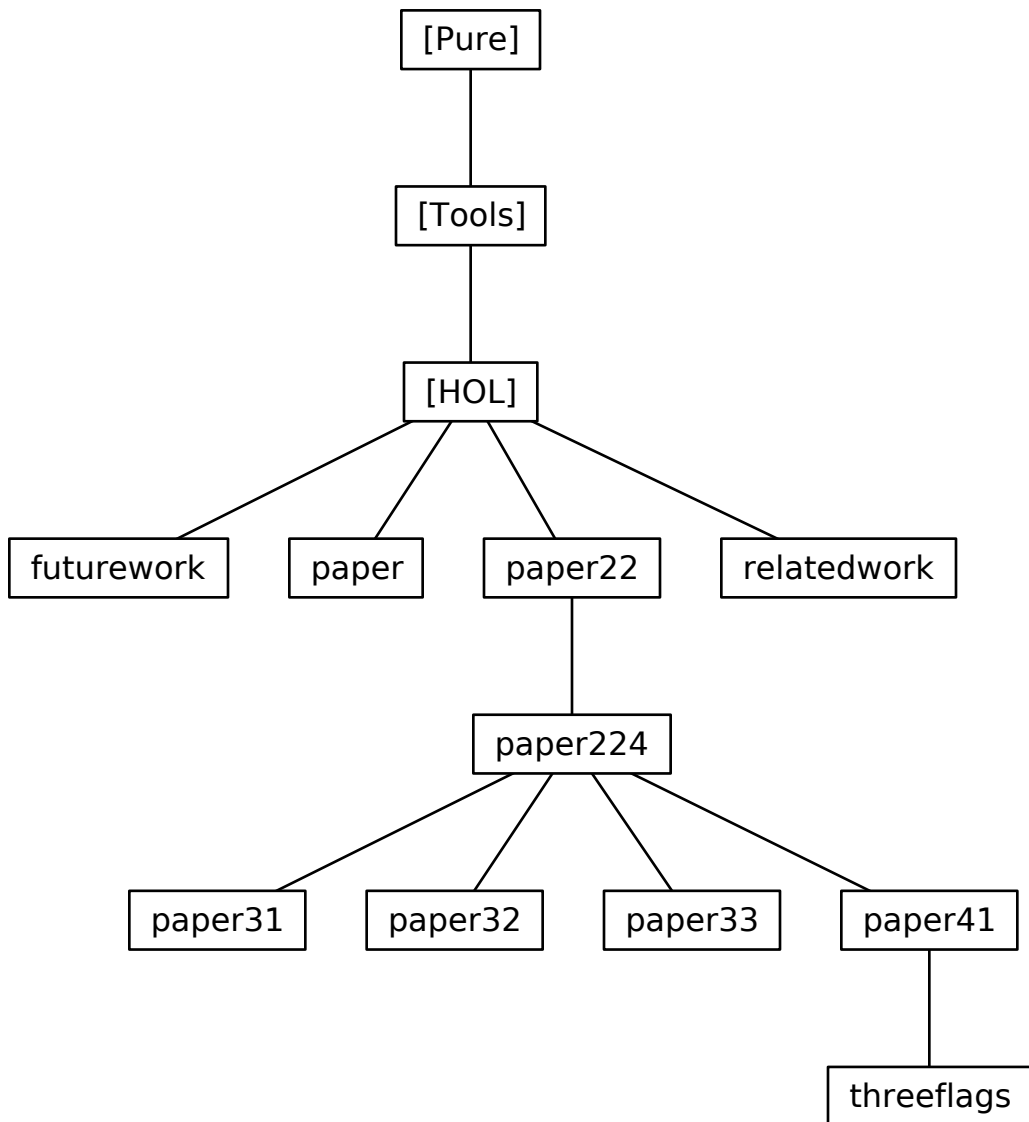 [Pure]
[Tools]
[HOL]
futurework
paper
paper22
relatedwork
paper224
paper31
paper32
paper33
paper41
threeflags